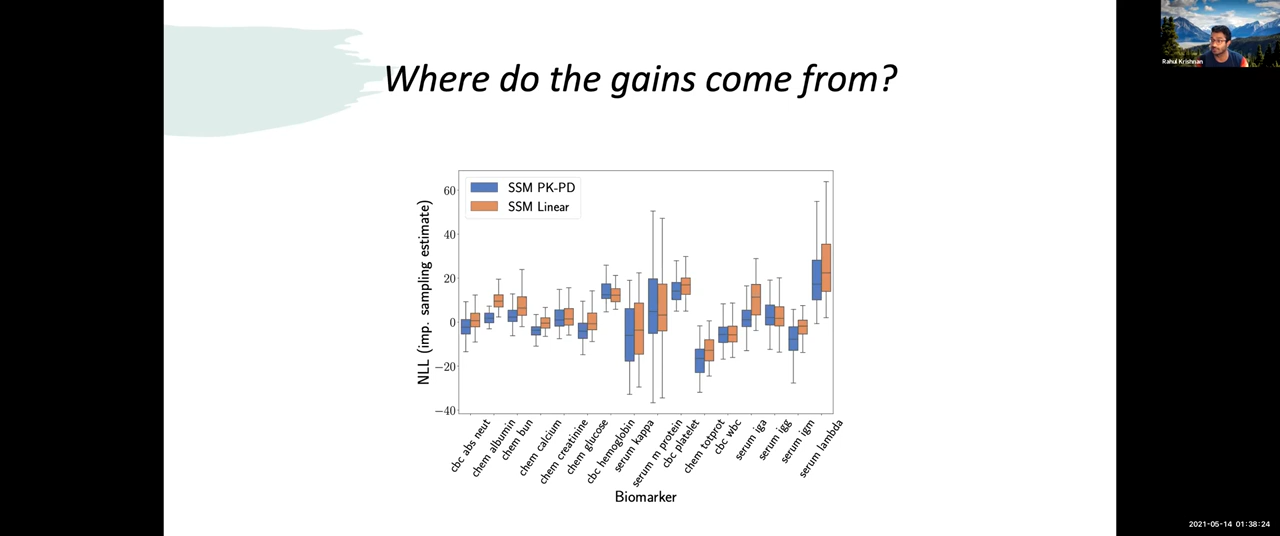 Where do the gains come from?
Rahul Krishnan
SSM PK-PD
SSM Linear
NLL (imp. sampling estimate)
60
40
20
0
−20
−40
cbc abs neut
chem albumin
chem bun
chem calcium
chem creatinine
chem glucose
cbc hemoglobin
serum kappa
serum m protein
cbc platelet
chem totprot
cbc wbc
serum iga
serum igg
serum igm
serum lambda
Biomarker
2021-05-14 01:38:24